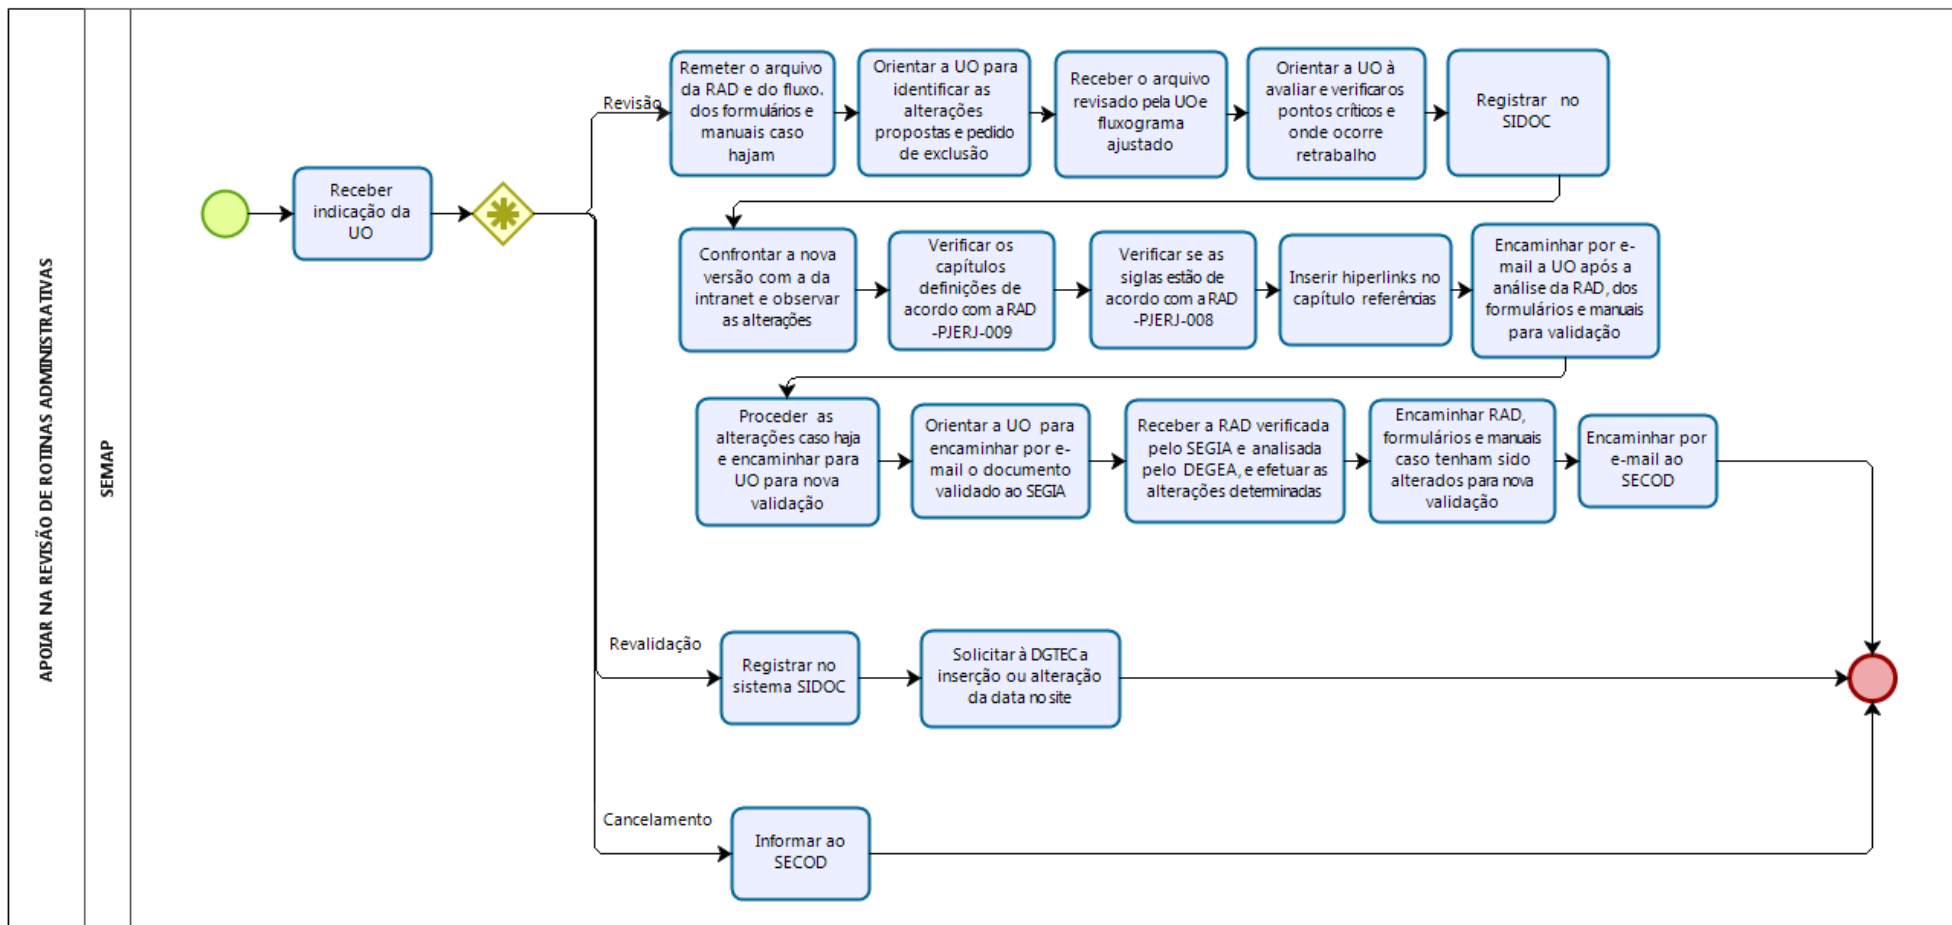 APOIAR NA REVISÃO DE ROTINAS ADMINISTRATIVAS
SEMAP
Receber
indicação da
UO
Revisão
Remeter o arquivo
da RAD e do fluxo.
dos formulários e
manuais caso
hajam
Orientar a UO para
identificar as
alterações
propostas e pedido
de exclusão
Receber o arquivo
revisado pela UO e
fluxograma
ajustado
Orientar a UO à
avaliar e verificar os
pontos críticos e
onde ocorre
retrabalho
Registrar no
SIDOC
Confrontar a nova
versão com a da
intranet e observar
as alterações
Verificar os
capítulos
definições de
acordo com a RAD
-PJERJ-009
Verificar se as
siglas estão de
acordo com a RAD
-PJERJ-008
Inserir hiperlinks no
capítulo referências
Encaminhar por e-
mail a UO após a
análise da RAD, dos
formulários e manuais
para validação
Proceder as
alterações caso haja
e encaminhar para
UO para nova
validação
Orientar a UO para
encaminhar por e-
mail o documento
validado ao SEGIA
Receber a RAD verificada
pelo SEGIA e analisada
pelo DEGEA, e efetuar as
alterações determinadas
Encaminhar RAD,
formulários e manuais
caso tenham sido
alterados para nova
validação
Encaminhar por
e-mail ao
SECOD
Revalidação
Registrar no
sistema SIDOC
Solicitar à DGTEC a
inserção ou alteração
da data no site
Cancelamento
Informar ao
SECOD